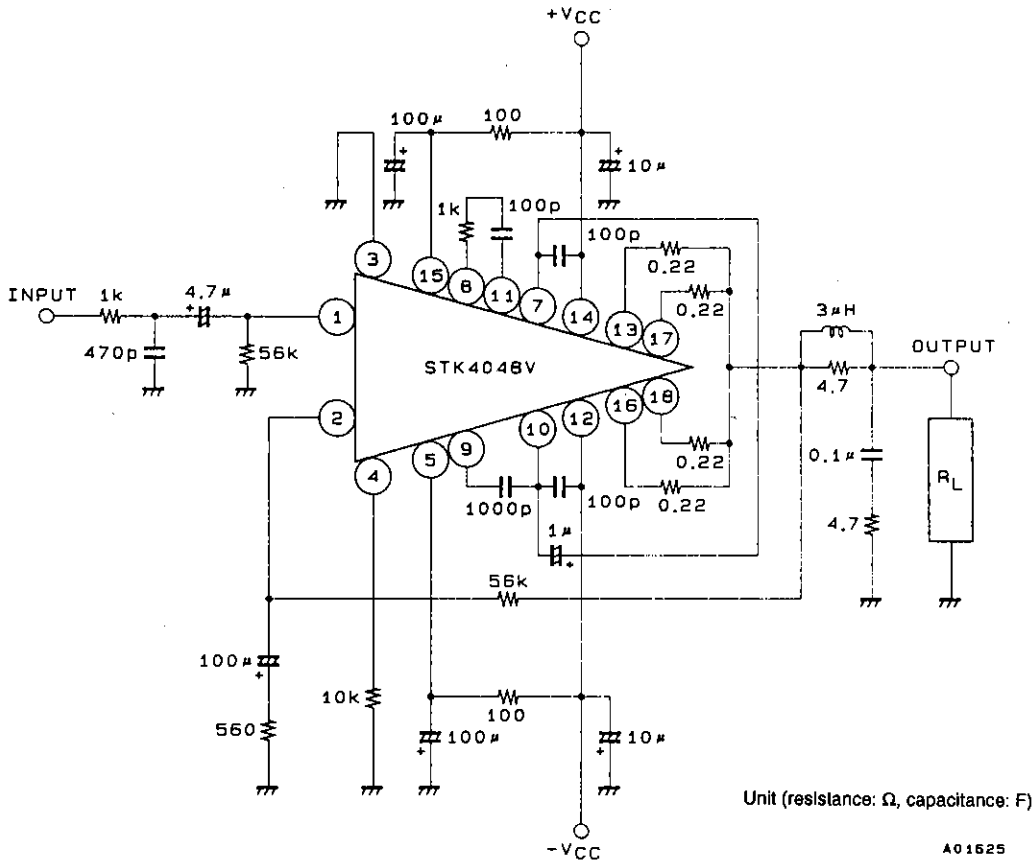 +VCC
100μ
100
+
+
10μ
1k
100p
100p
3
15
8
11
7
14
0.22
0.22
13
17
INPUT
1k
4.7μ
+
470p
56k
1
2
STK4048V
3μH
4.7
OUTPUT
0.1μ
4.7
RL
18
16
12
10
9
5
4
0.22
0.22
1000p
100p
1μ
+
56k
100μ
+
560
10k
100
100μ
+
10μ
+
-VCC
Unit (resistance: Ω, capacitance: F)
A01625